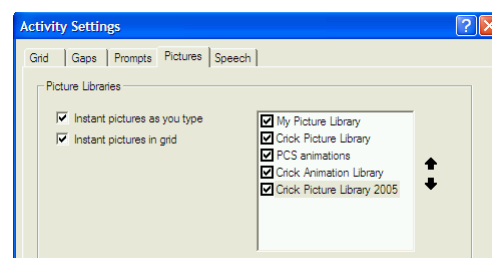 Activity Settings
Grid Gaps Prompts Pictures Speech
Picture Libraries
Instant pictures as you type
Instant pictures in grid
My Picture Library
Crick Picture Library
PCS animations
Crick Animation Library
Crick Picture Library 2005